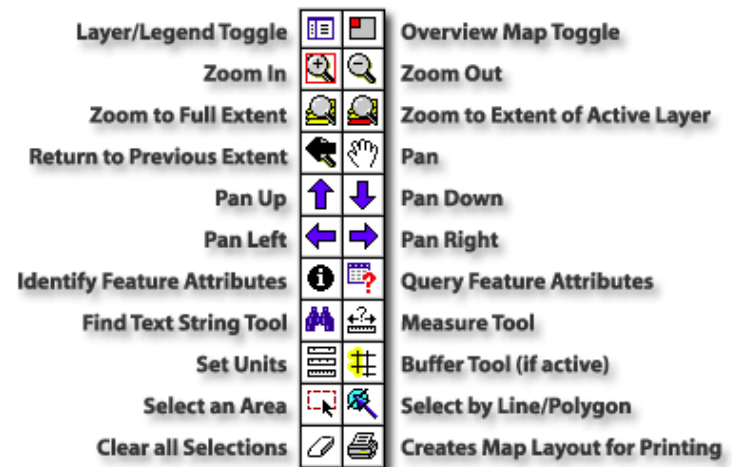 Layer/Legend Toggle Overview Map Toggle
Zoom In Zoom Out
Zoom to Full Extent Zoom to Extent of Active Layer
Return to Previous Extent Pan
Pan Up Pan Down
Pan Left Pan Right
Identify Feature Attributes Query Feature Attributes
Find Text String Tool Measure Tool
Set Units Buffer Tool (if active)
Select an Area Select by Line/Polygon
Clear all Selections Creates Map Layout for Printing